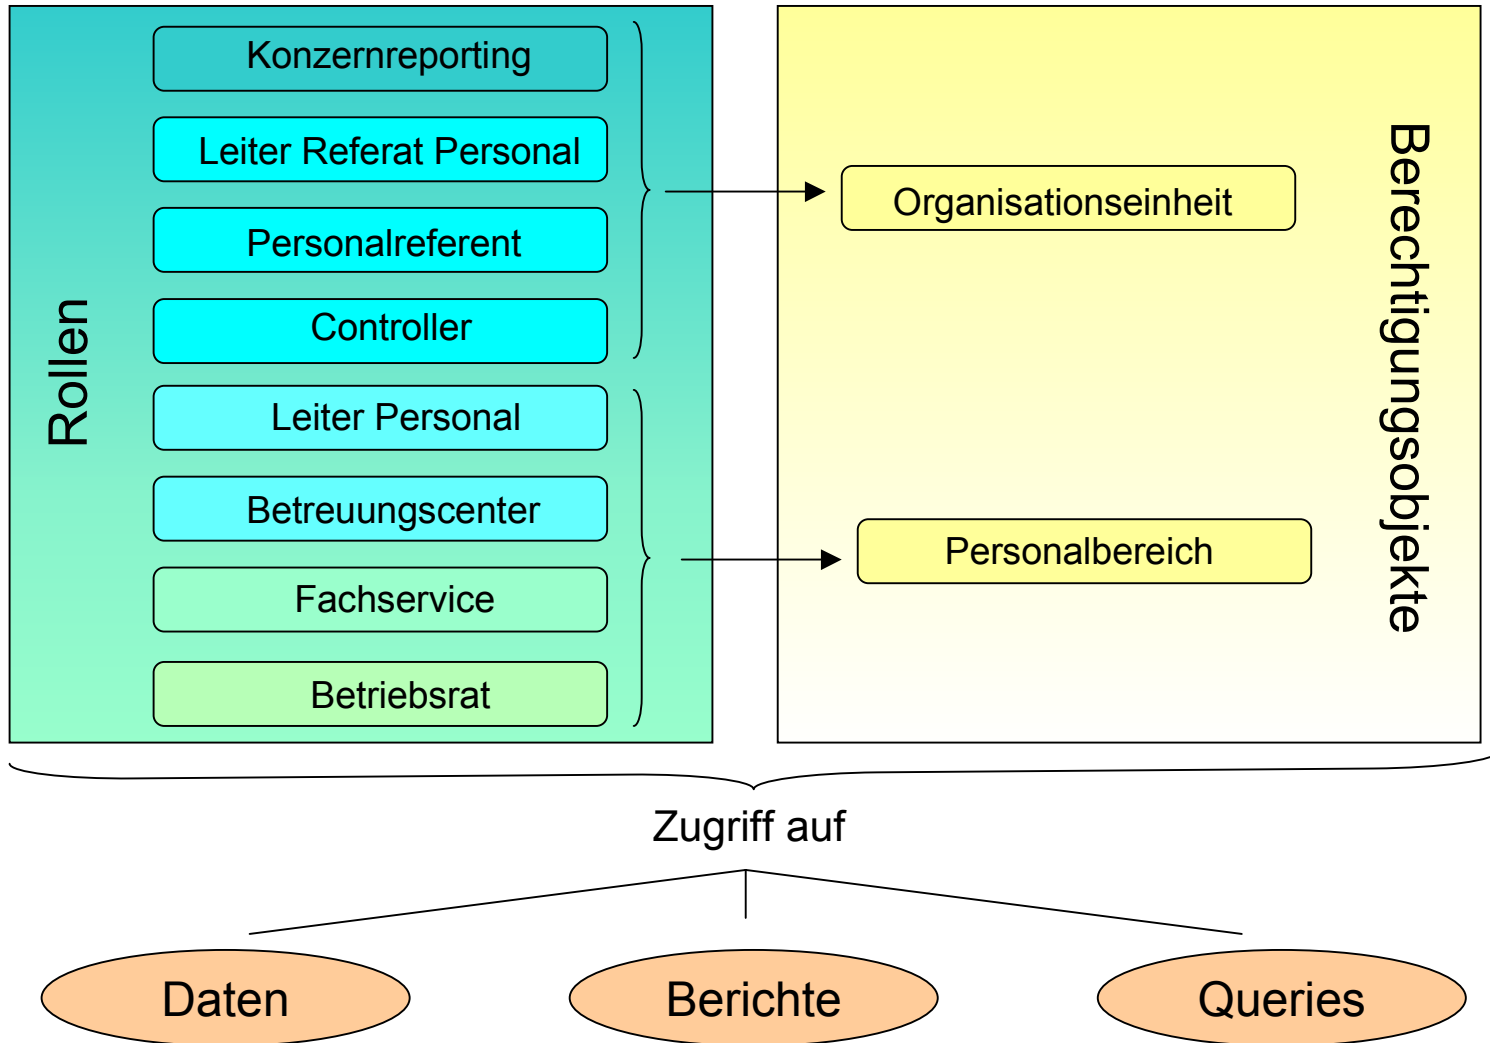 Rollen
Konzernreporting
Leiter Referat Personal
Personalreferent
Controller
Leiter Personal
Betreuungscenter
Fachservice
Betriebsrat
Organisationseinheit
Personalbereich
Berechtigungsobjekte
Zugriff auf
Daten
Berichte
Queries